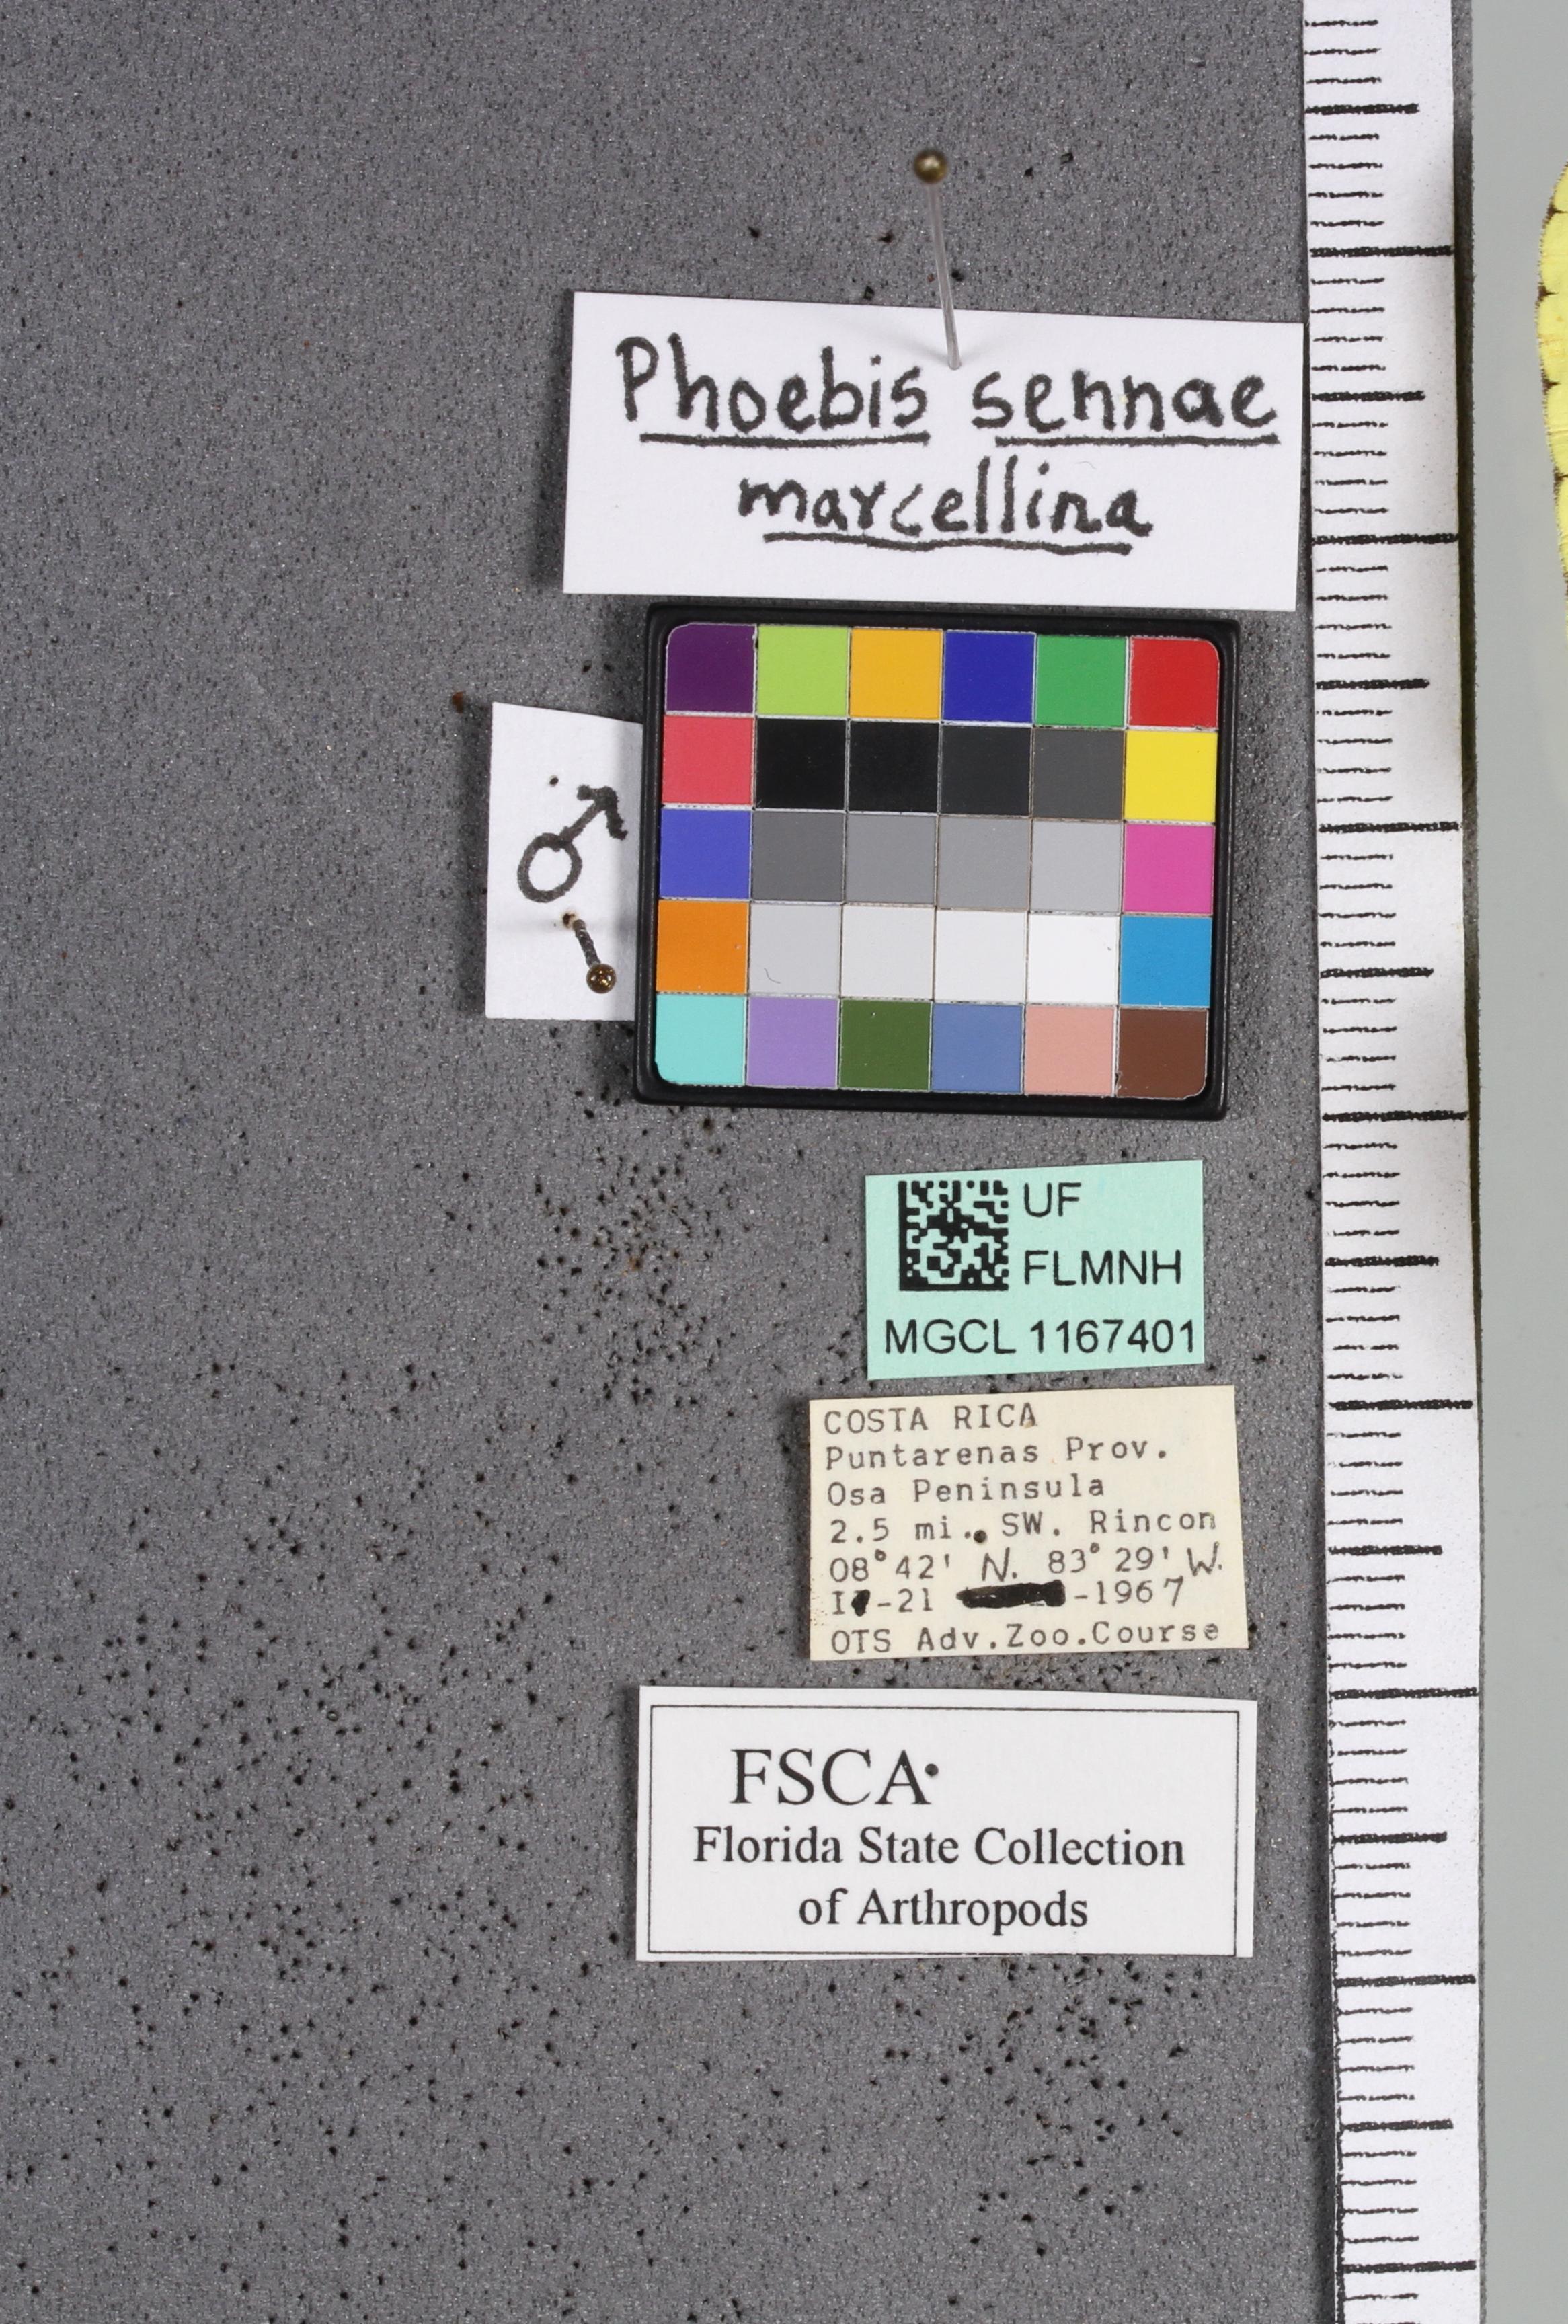 Phoebis sennae
marcellina
♂
UF
FLMNH
MGCL 1167401
COSTA RICA
Puntarenas Prov.
Osa Peninsula
2.5 mi. SW. Rincon
08°42' N. 83°29' W.
-21 -1967
OTS Adv.Zoo.Course
FSCA
Florida State Collection
of Arthropods